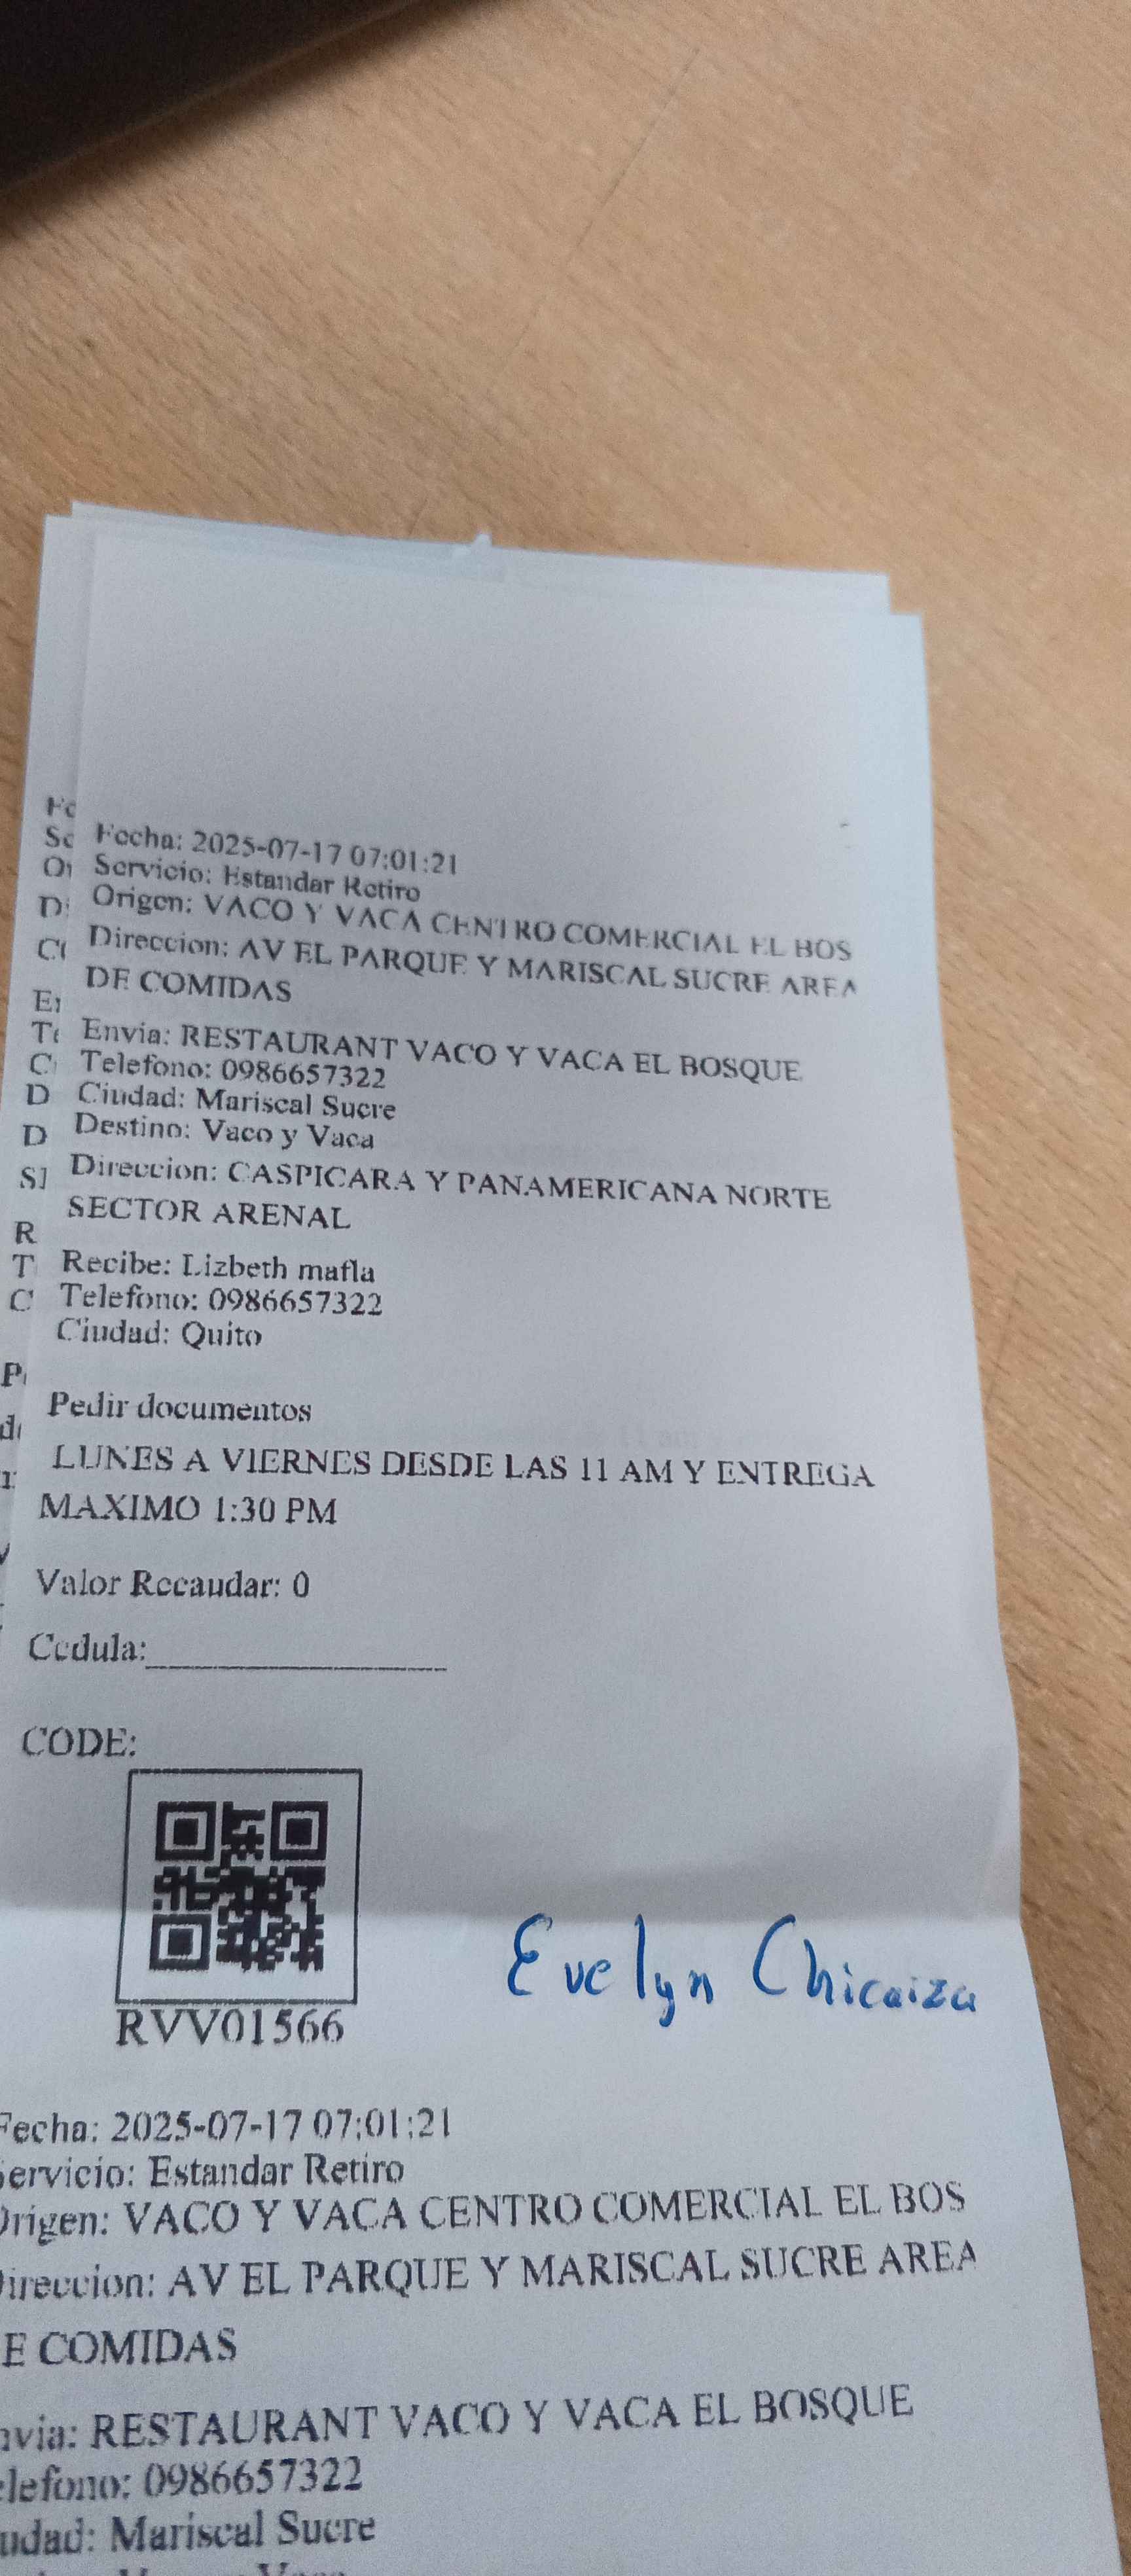 Fecha: 2025-07-17 07:01:21
Servicio: Estandar Retiro
Origen: VACO Y VACA CENTRO COMERCIAL EL BOS
Direccion: AV EL PARQUE Y MARISCAL SUCRE AREA
DE COMIDAS
Envia: RESTAURANT VACO Y VACA EL BOSQUE
Telefono: 0986657322
Ciudad: Mariscal Sucre
Destino: Vaco y Vaca
Direccion: CASPICARA Y PANAMERICANA NORTE
SECTOR ARENAL
Recibe: Lizbeth mafla
Telefono: 0986657322
Ciudad: Quito
Pedir documentos
LUNES A VIERNES DESDE LAS 11 AM Y ENTREGA
MAXIMO 1:30 PM
Valor Recaudar: 0
Cedula:
CODE:
Evelyn Chicaiza
RVV01566
Fecha: 2025-07-17 07:01:21
Servicio: Estandar Retiro
Origen: VACO Y VACA CENTRO COMERCIAL EL BOS
Direccion: AV EL PARQUE Y MARISCAL SUCRE AREA
E COMIDAS
nvia: RESTAURANT VACO Y VACA EL BOSQUE
elefono: 0986657322
udad: Mariscal Sucre